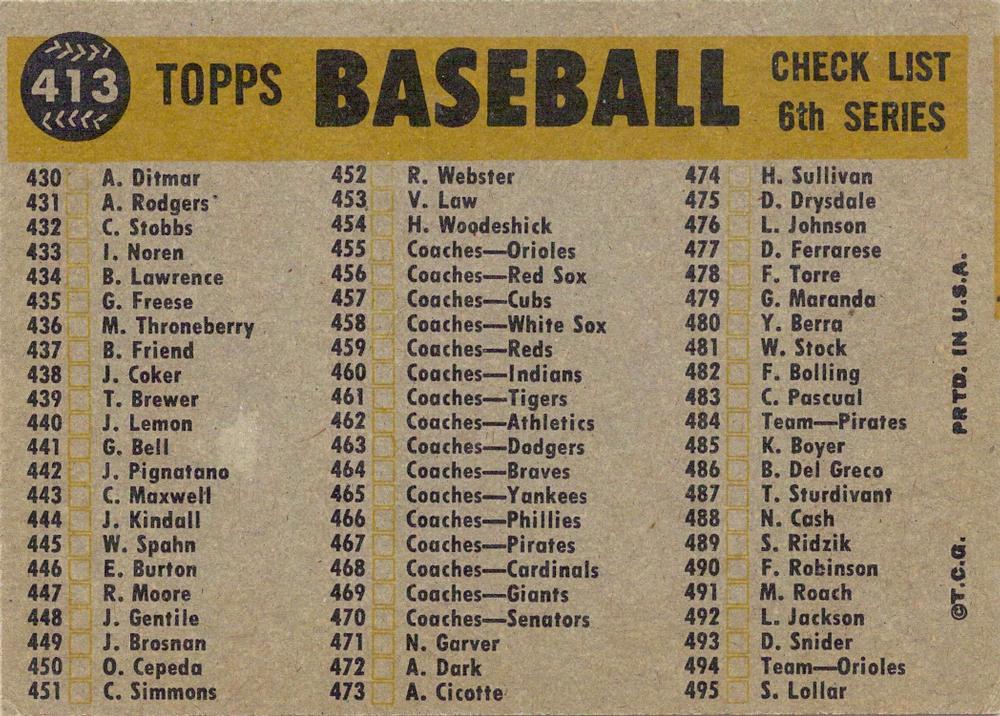 413 TOPPS BASEBALL CHECK LIST
6th SERIES
430 A. Ditmar
431 A. Rodgers
432 C. Stobbs
433 I. Noren
434 B. Lawrence
435 G. Freese
436 M. Throneberry
437 B. Friend
438 J. Coker
439 T. Brewer
440 J. Lemon
441 G. Bell
442 J. Pignatano
443 C. Maxwell
444 J. Kindall
445 W. Spahn
446 E. Burton
447 R. Moore
448 J. Gentile
449 J. Brosnan
450 O. Cepeda
451 C. Simmons
452 R. Webster
453 V. Law
454 H. Woodeshick
455 Coaches—Orioles
456 Coaches—Red Sox
457 Coaches—Cubs
458 Coaches—White Sox
459 Coaches—Reds
460 Coaches—Indians
461 Coaches—Tigers
462 Coaches—Athletics
463 Coaches—Dodgers
464 Coaches—Braves
465 Coaches—Yankees
466 Coaches—Phillies
467 Coaches—Pirates
468 Coaches—Cardinals
469 Coaches—Giants
470 Coaches—Senators
471 N. Garver
472 A. Dark
473 A. Cicotte
474 H. Sullivan
475 D. Drysdale
476 L. Johnson
477 D. Ferrarese
478 F. Torre
479 G. Maranda
480 Y. Berra
481 W. Stock
482 F. Bolling
483 C. Pascual
484 Team—Pirates
485 K. Boyer
486 B. Del Greco
487 T. Sturdivant
488 N. Cash
489 S. Ridzik
490 F. Robinson
491 M. Roach
492 L. Jackson
493 D. Snider
494 Team—Orioles
495 S. Lollar
©T.C.G. PRTD. IN U.S.A.